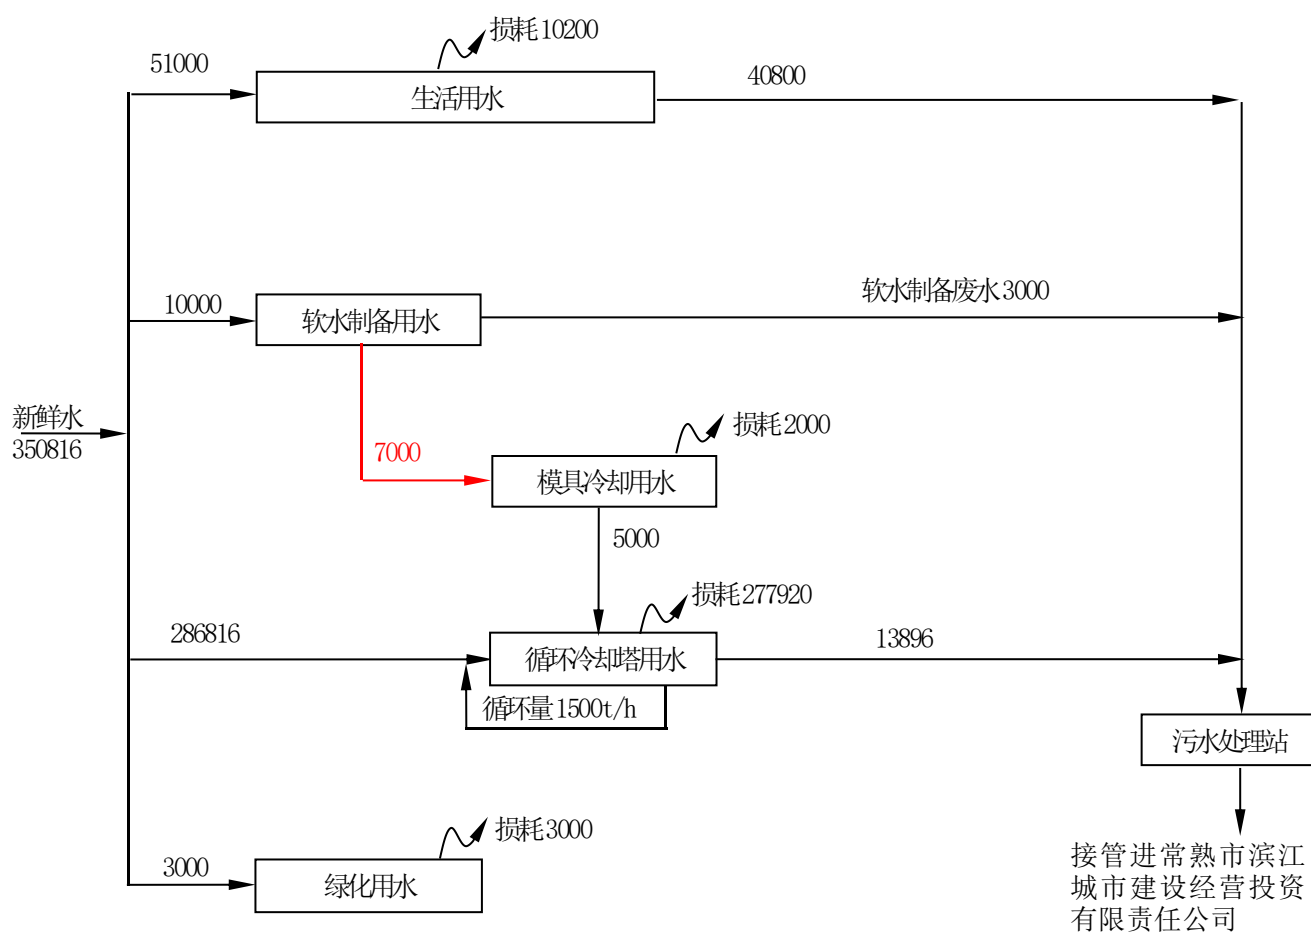 损耗10200
51000
40800
生活用水
10000
软水制备废水3000
软水制备用水
新鲜水
350816
7000
损耗2000
模具冷却用水
5000
损耗277920
286816
13896
循环冷却塔用水
循环量1500t/h
污水处理站
损耗3000
3000
绿化用水
接管进常熟市滨江
城市建设经营投资
有限责任公司